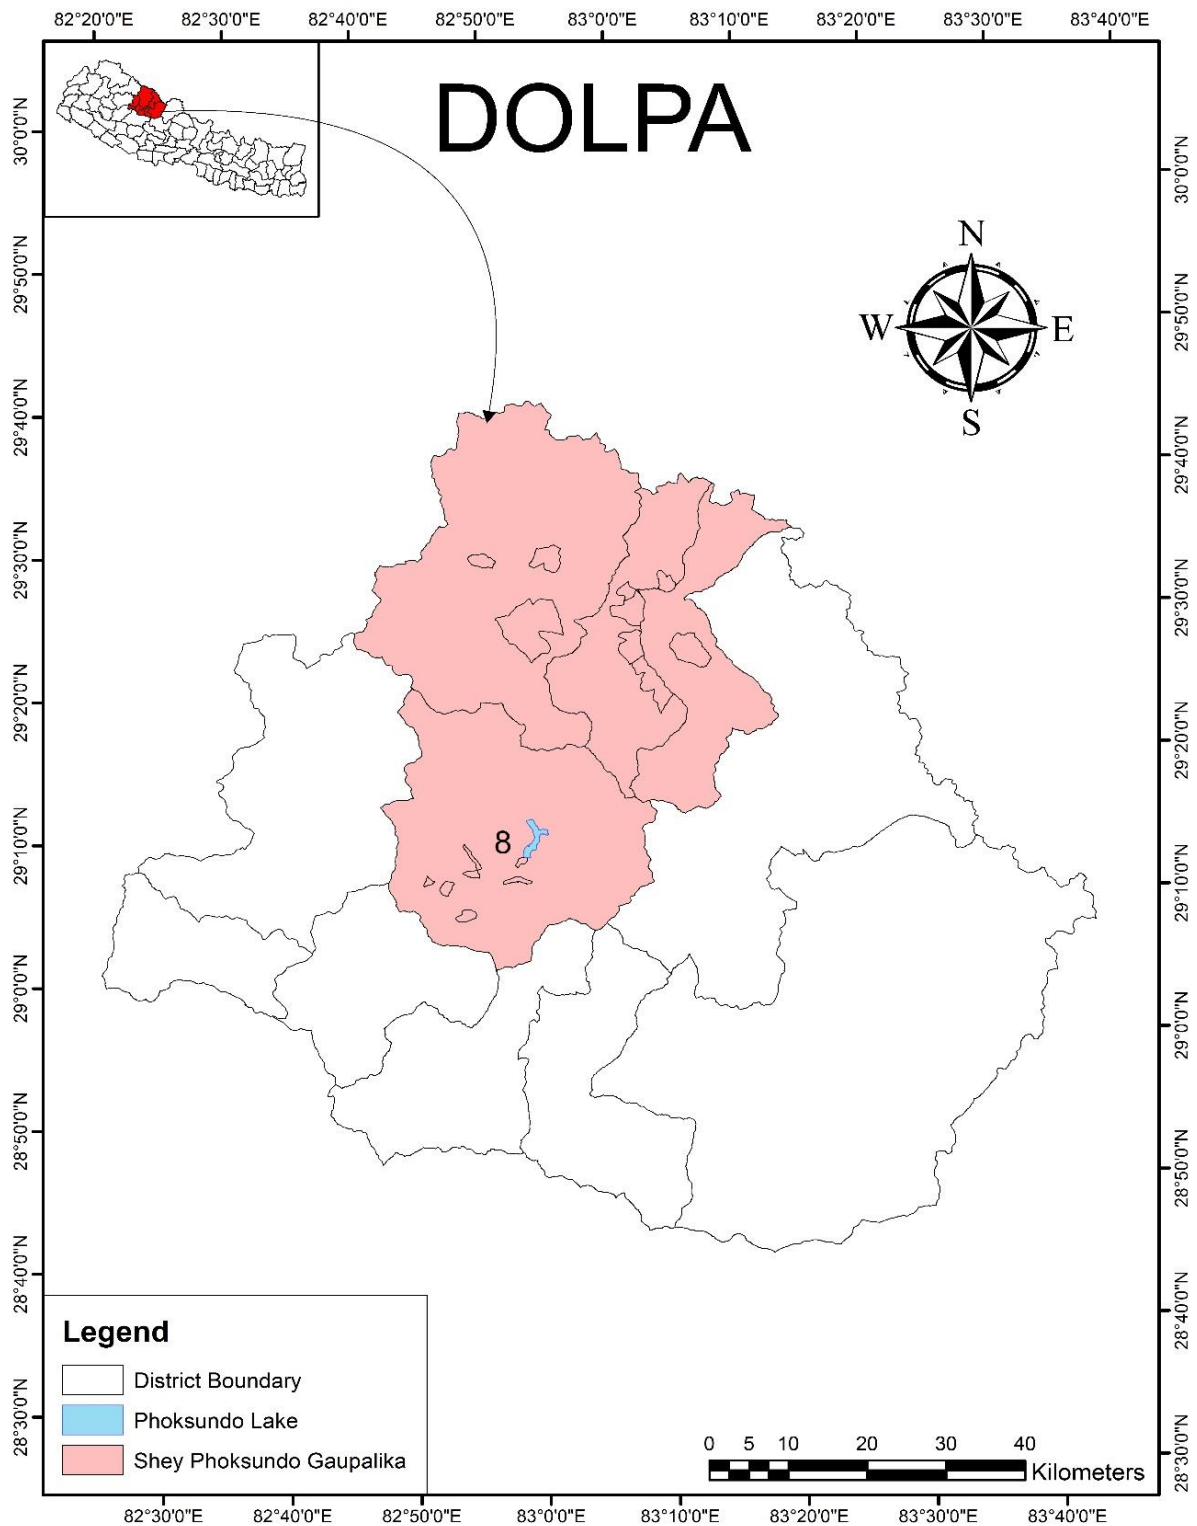 82°20'0"E 82°30'0"E 82°40'0"E 82°50'0"E 83°0'0"E 83°10'0"E 83°20'0"E 83°30'0"E 83°40'0"E
DOLPA
N
W E
S
30°0'0"N
29°50'0"N
29°40'0"N
29°30'0"N
29°20'0"N
29°10'0"N
29°0'0"N
28°50'0"N
28°40'0"N
28°30'0"N
30°0'0"N
29°50'0"N
29°40'0"N
29°30'0"N
29°20'0"N
29°10'0"N
29°0'0"N
28°50'0"N
28°40'0"N
28°30'0"N
8
Legend
District Boundary
Phoksundo Lake
Shey Phoksundo Gaupalika
0 5 10 20 30 40
Kilometers
82°30'0"E 82°40'0"E 82°50'0"E 83°0'0"E 83°10'0"E 83°20'0"E 83°30'0"E 83°40'0"E